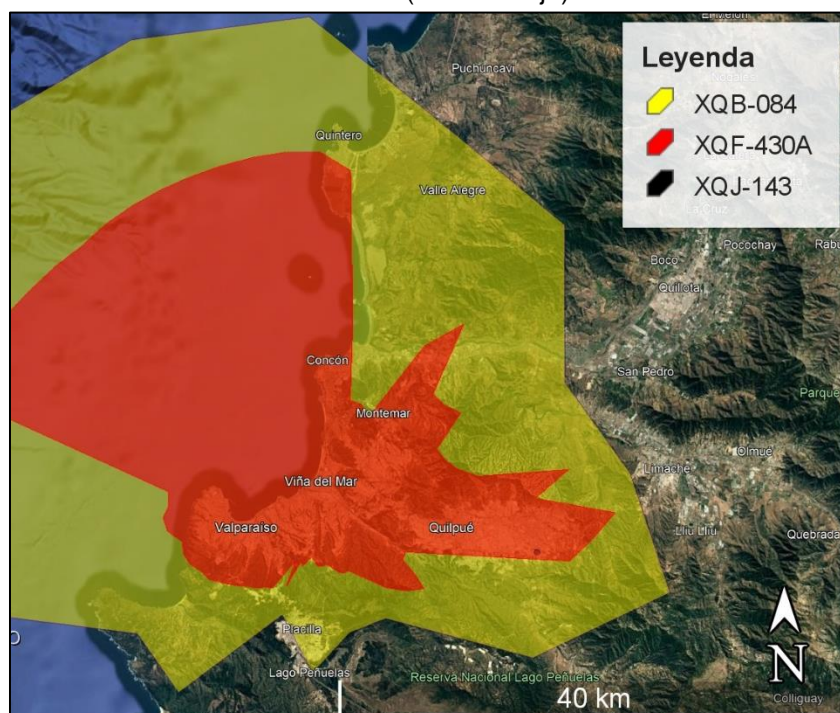 Leyenda
XQB-084
XQF-430A
XQJ-143
Puchuncaví
Quintero
Valle Alegre
Pocochay
Boco
Quillota
San Pedro
Concón
Parque
Montemar
Olmué
Limache
Viña del Mar
Valparaíso
Quilpué
Lliu Lliu
Quebrada
Placilla
Lago Peñuelas
Reserva Nacional Lago Peñuelas
N
40 km
Colliguay